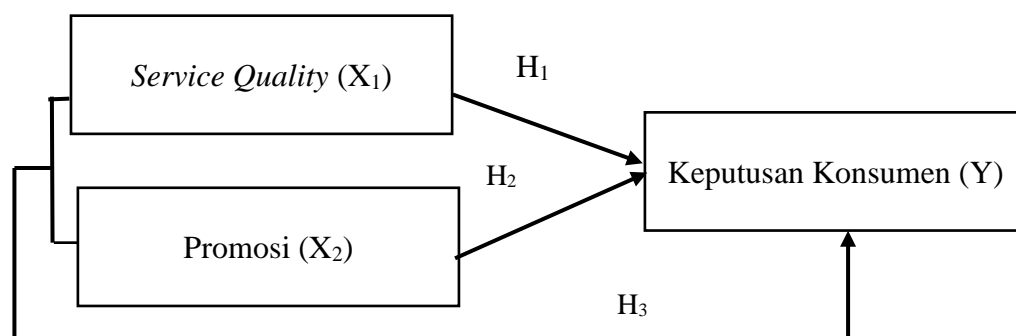 Service Quality (X₁)
H₁
Keputusan Konsumen (Y)
H₂
Promosi (X₂)
H₃